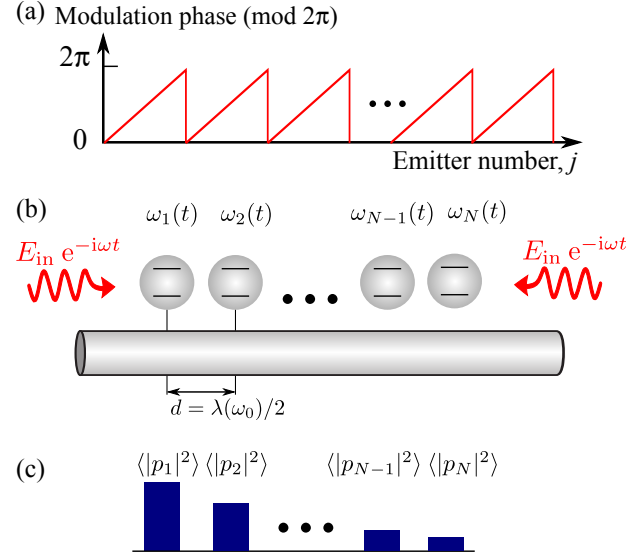 (a) Modulation phase (mod 2π)
2π
0
Emitter number, j
(b)
ω₁(t) ω₂(t) ωN−1(t) ωN(t)
Ein e^−iωt Ein e^−iωt
d = λ(ω₀)/2
(c)
⟨|p₁|²⟩ ⟨|p₂|²⟩ ⟨|pN−1|²⟩ ⟨|pN|²⟩